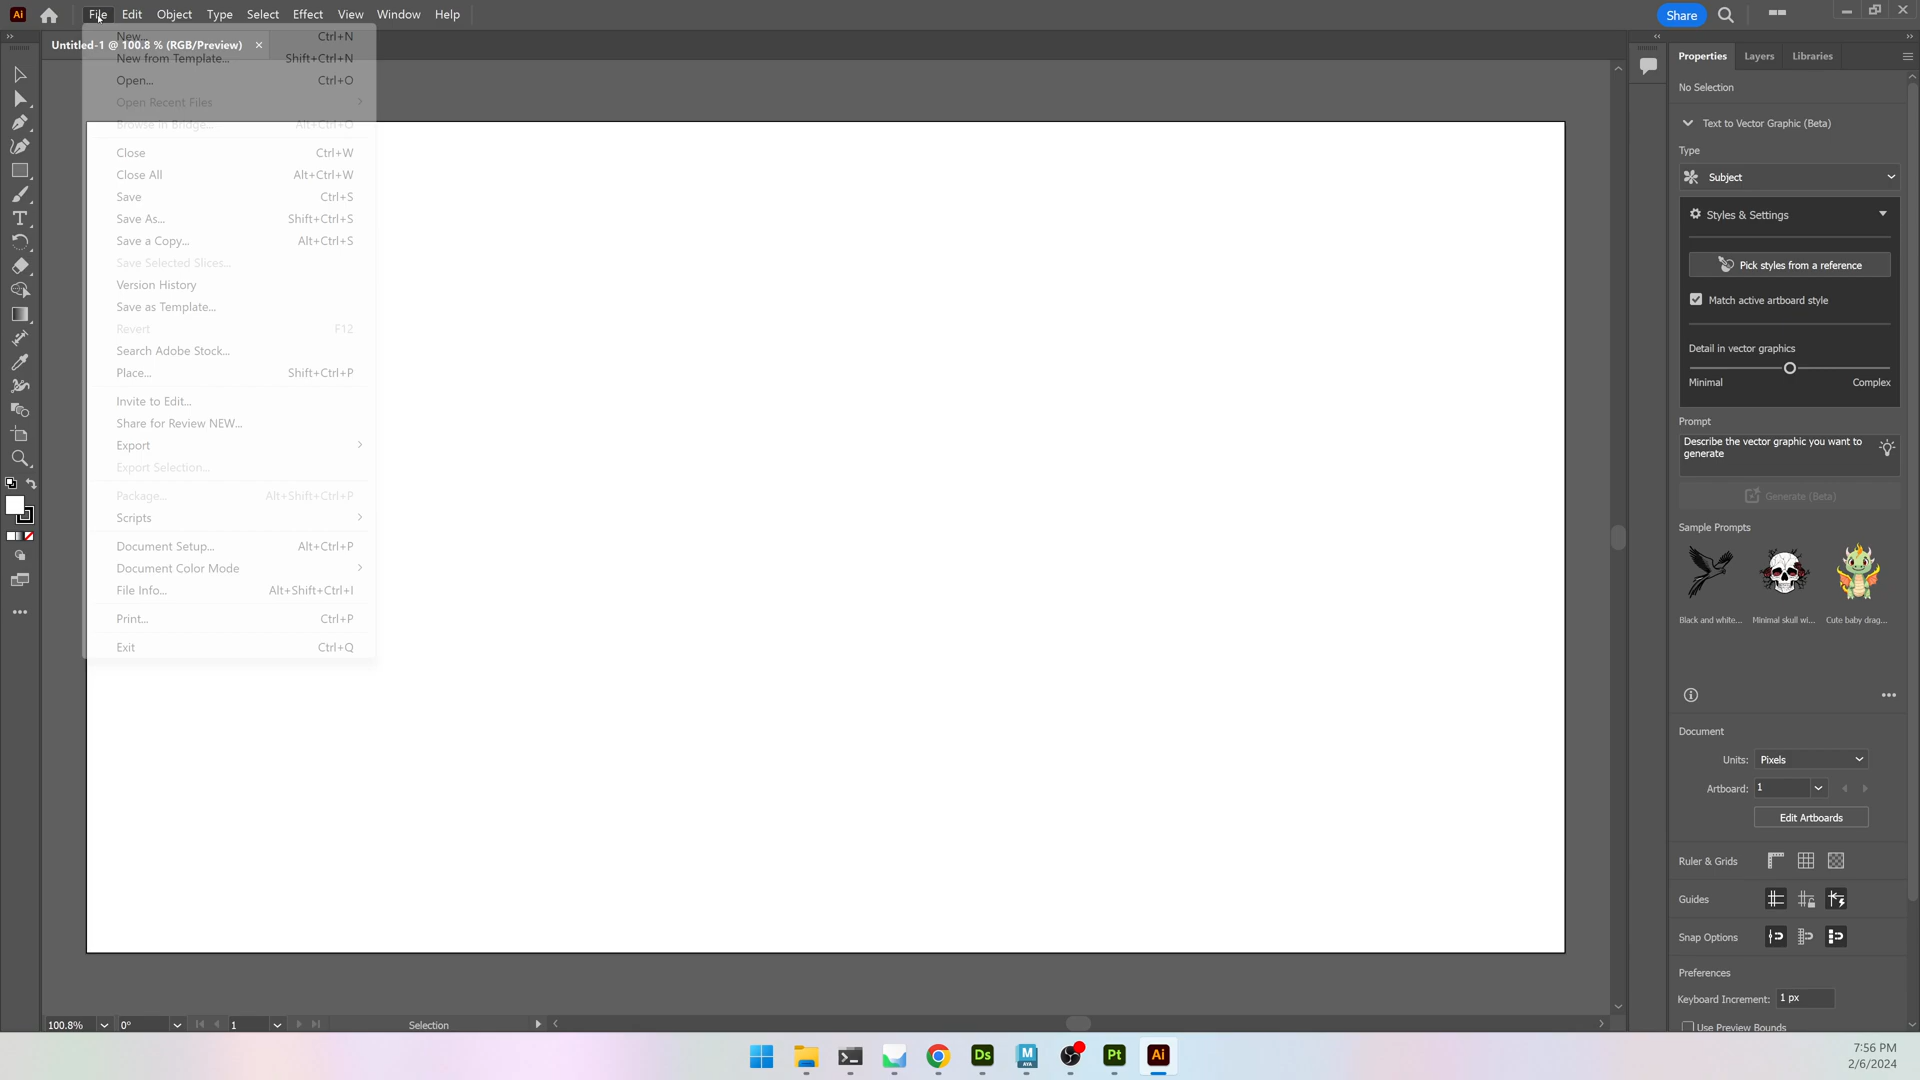 Ai File Edit Object Type Select Effect View Window Help Share
Untitled-1 @ 100.8 % (RGB/Preview) ×
New... Ctrl+N
New from Template... Shift+Ctrl+N
Open... Ctrl+O
Open Recent Files
Browse in Bridge... Alt+Ctrl+O
Close Ctrl+W
Close All Alt+Ctrl+W
Save Ctrl+S
Save As... Shift+Ctrl+S
Save a Copy... Alt+Ctrl+S
Save Selected Slices...
Version History
Save as Template...
Revert F12
Search Adobe Stock...
Place... Shift+Ctrl+P
Invite to Edit...
Share for Review NEW...
Export
Export Selection...
Package... Alt+Shift+Ctrl+P
Scripts
Document Setup... Alt+Ctrl+P
Document Color Mode
File Info... Alt+Shift+Ctrl+I
Print... Ctrl+P
Exit Ctrl+Q
Properties Layers Libraries
No Selection
Text to Vector Graphic (Beta)
Type
Subject
Styles & Settings
Pick styles from a reference
Match active artboard style
Detail in vector graphics
Minimal Complex
Prompt
Describe the vector graphic you want to
generate
Generate (Beta)
Sample Prompts
Black and white... Minimal skull wi... Cute baby drag...
Document
Units: Pixels
Artboard: 1
Edit Artboards
Ruler & Grids
Guides
Snap Options
Preferences
Keyboard Increment: 1 px
Use Preview Bounds
100.8% 0° 1 Selection
Ds M AYA Pt Ai
7:56 PM
2/6/2024